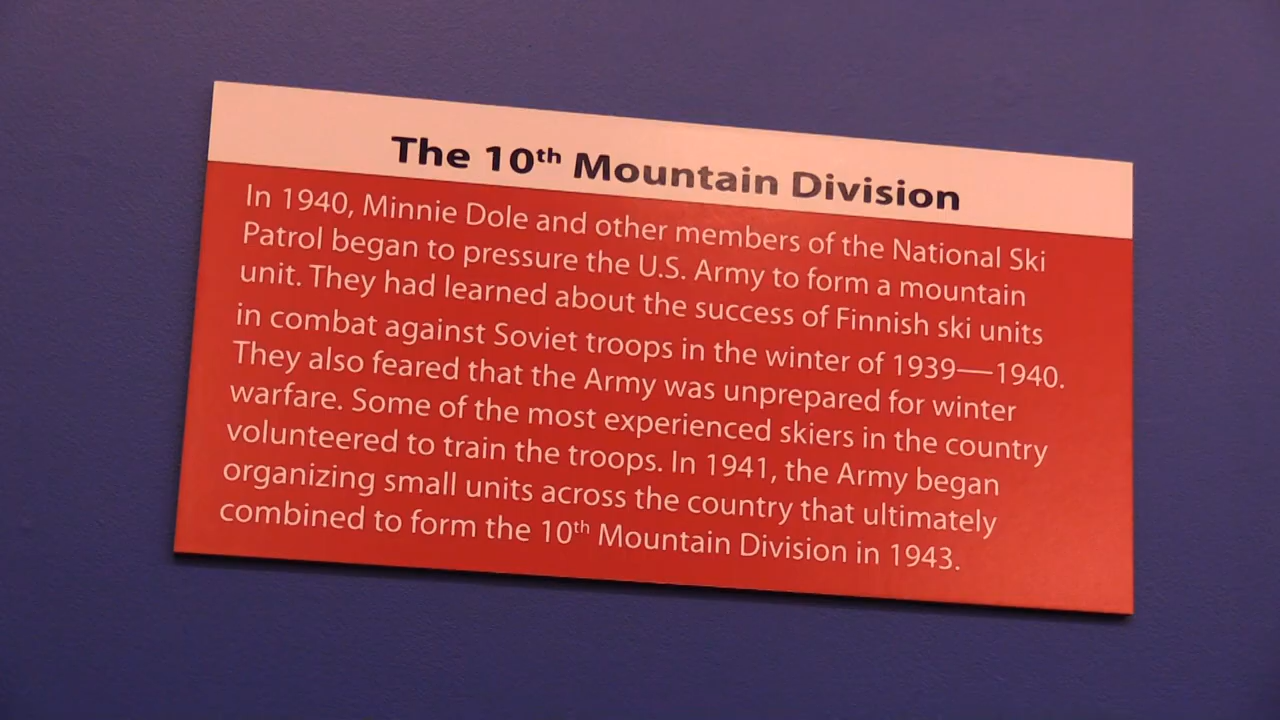 The 10th Mountain Division
In 1940, Minnie Dole and other members of the National Ski
Patrol began to pressure the U.S. Army to form a mountain
unit. They had learned about the success of Finnish ski units
in combat against Soviet troops in the winter of 1939—1940.
They also feared that the Army was unprepared for winter
warfare. Some of the most experienced skiers in the country
volunteered to train the troops. In 1941, the Army began
organizing small units across the country that ultimately
combined to form the 10th Mountain Division in 1943.